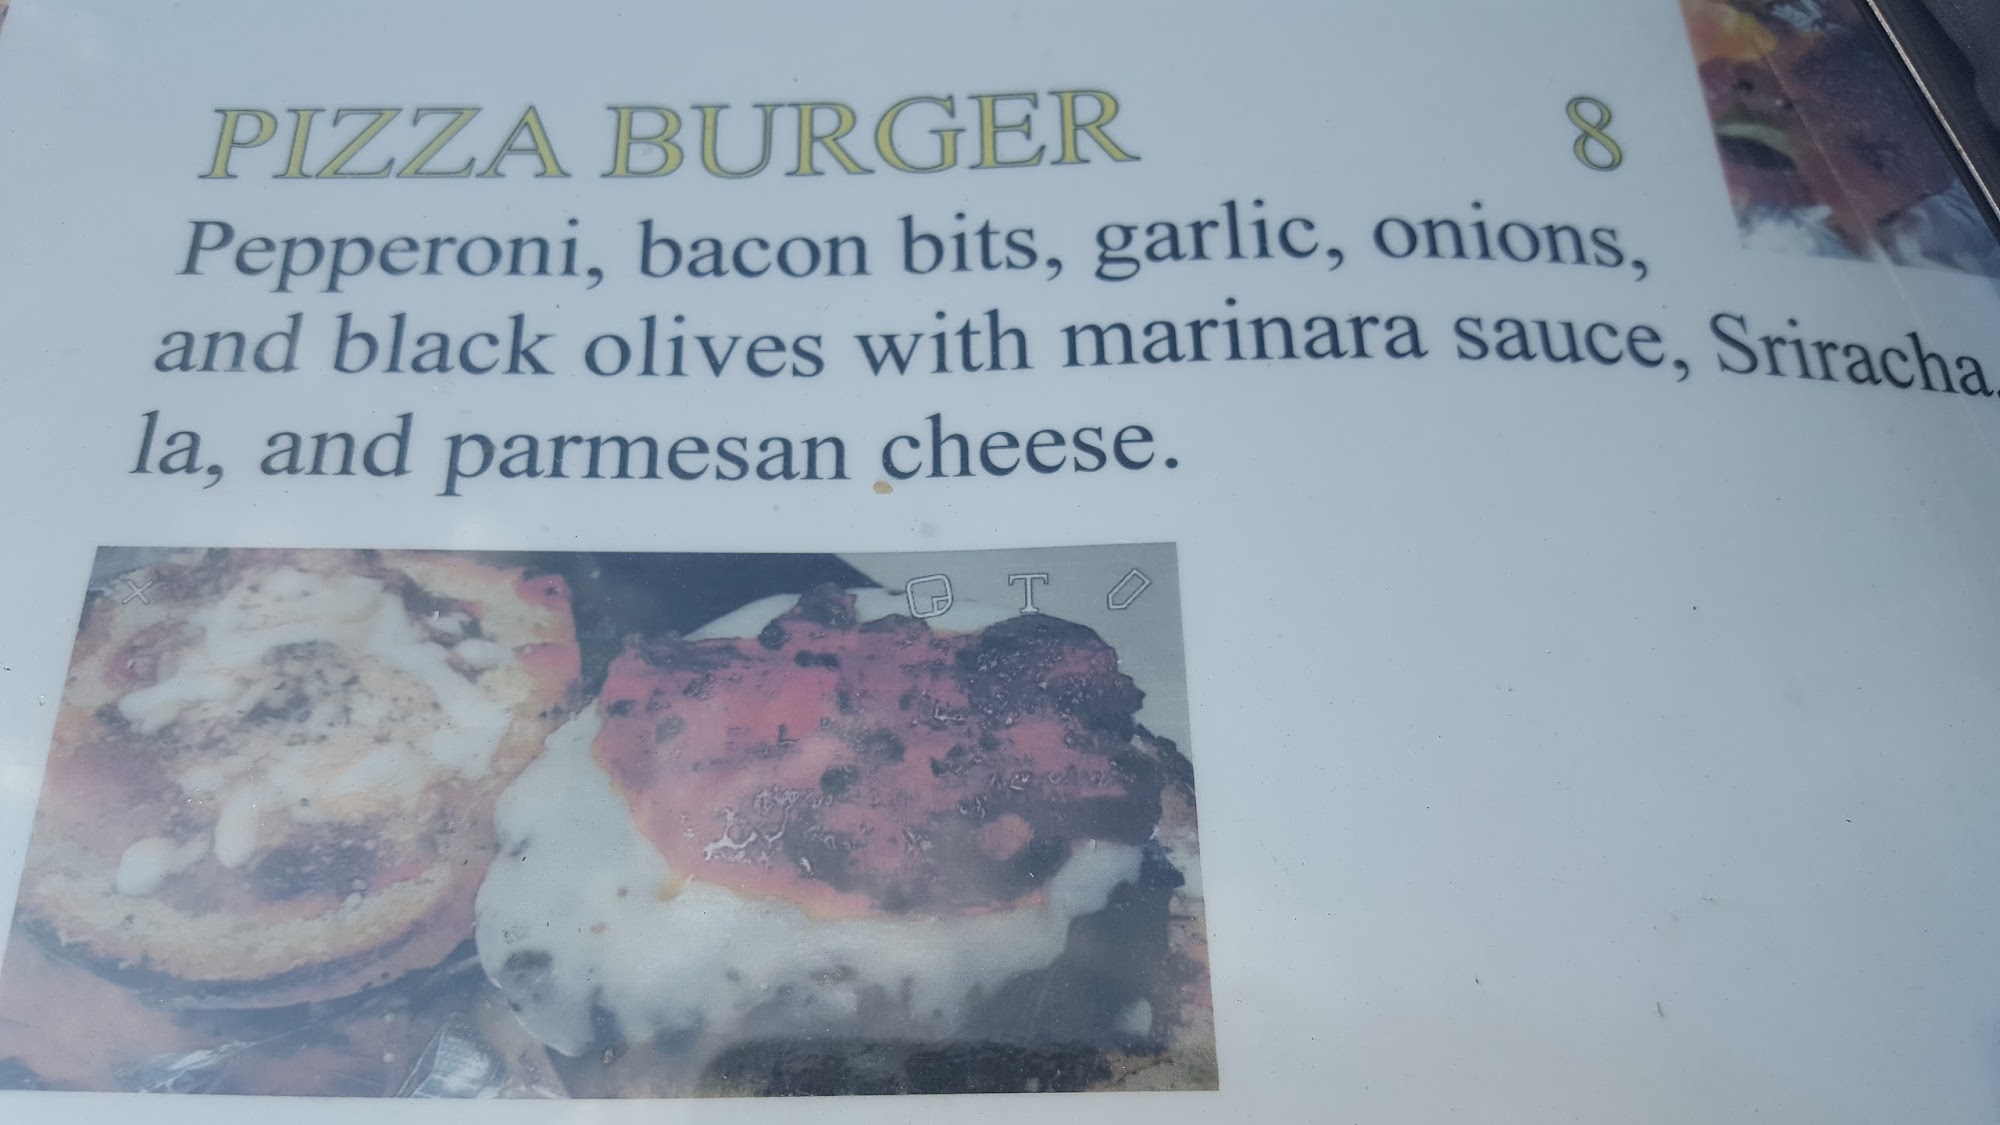 PIZZA BURGER 8
Pepperoni, bacon bits, garlic, onions,
and black olives with marinara sauce, Sriracha,
la, and parmesan cheese.
T